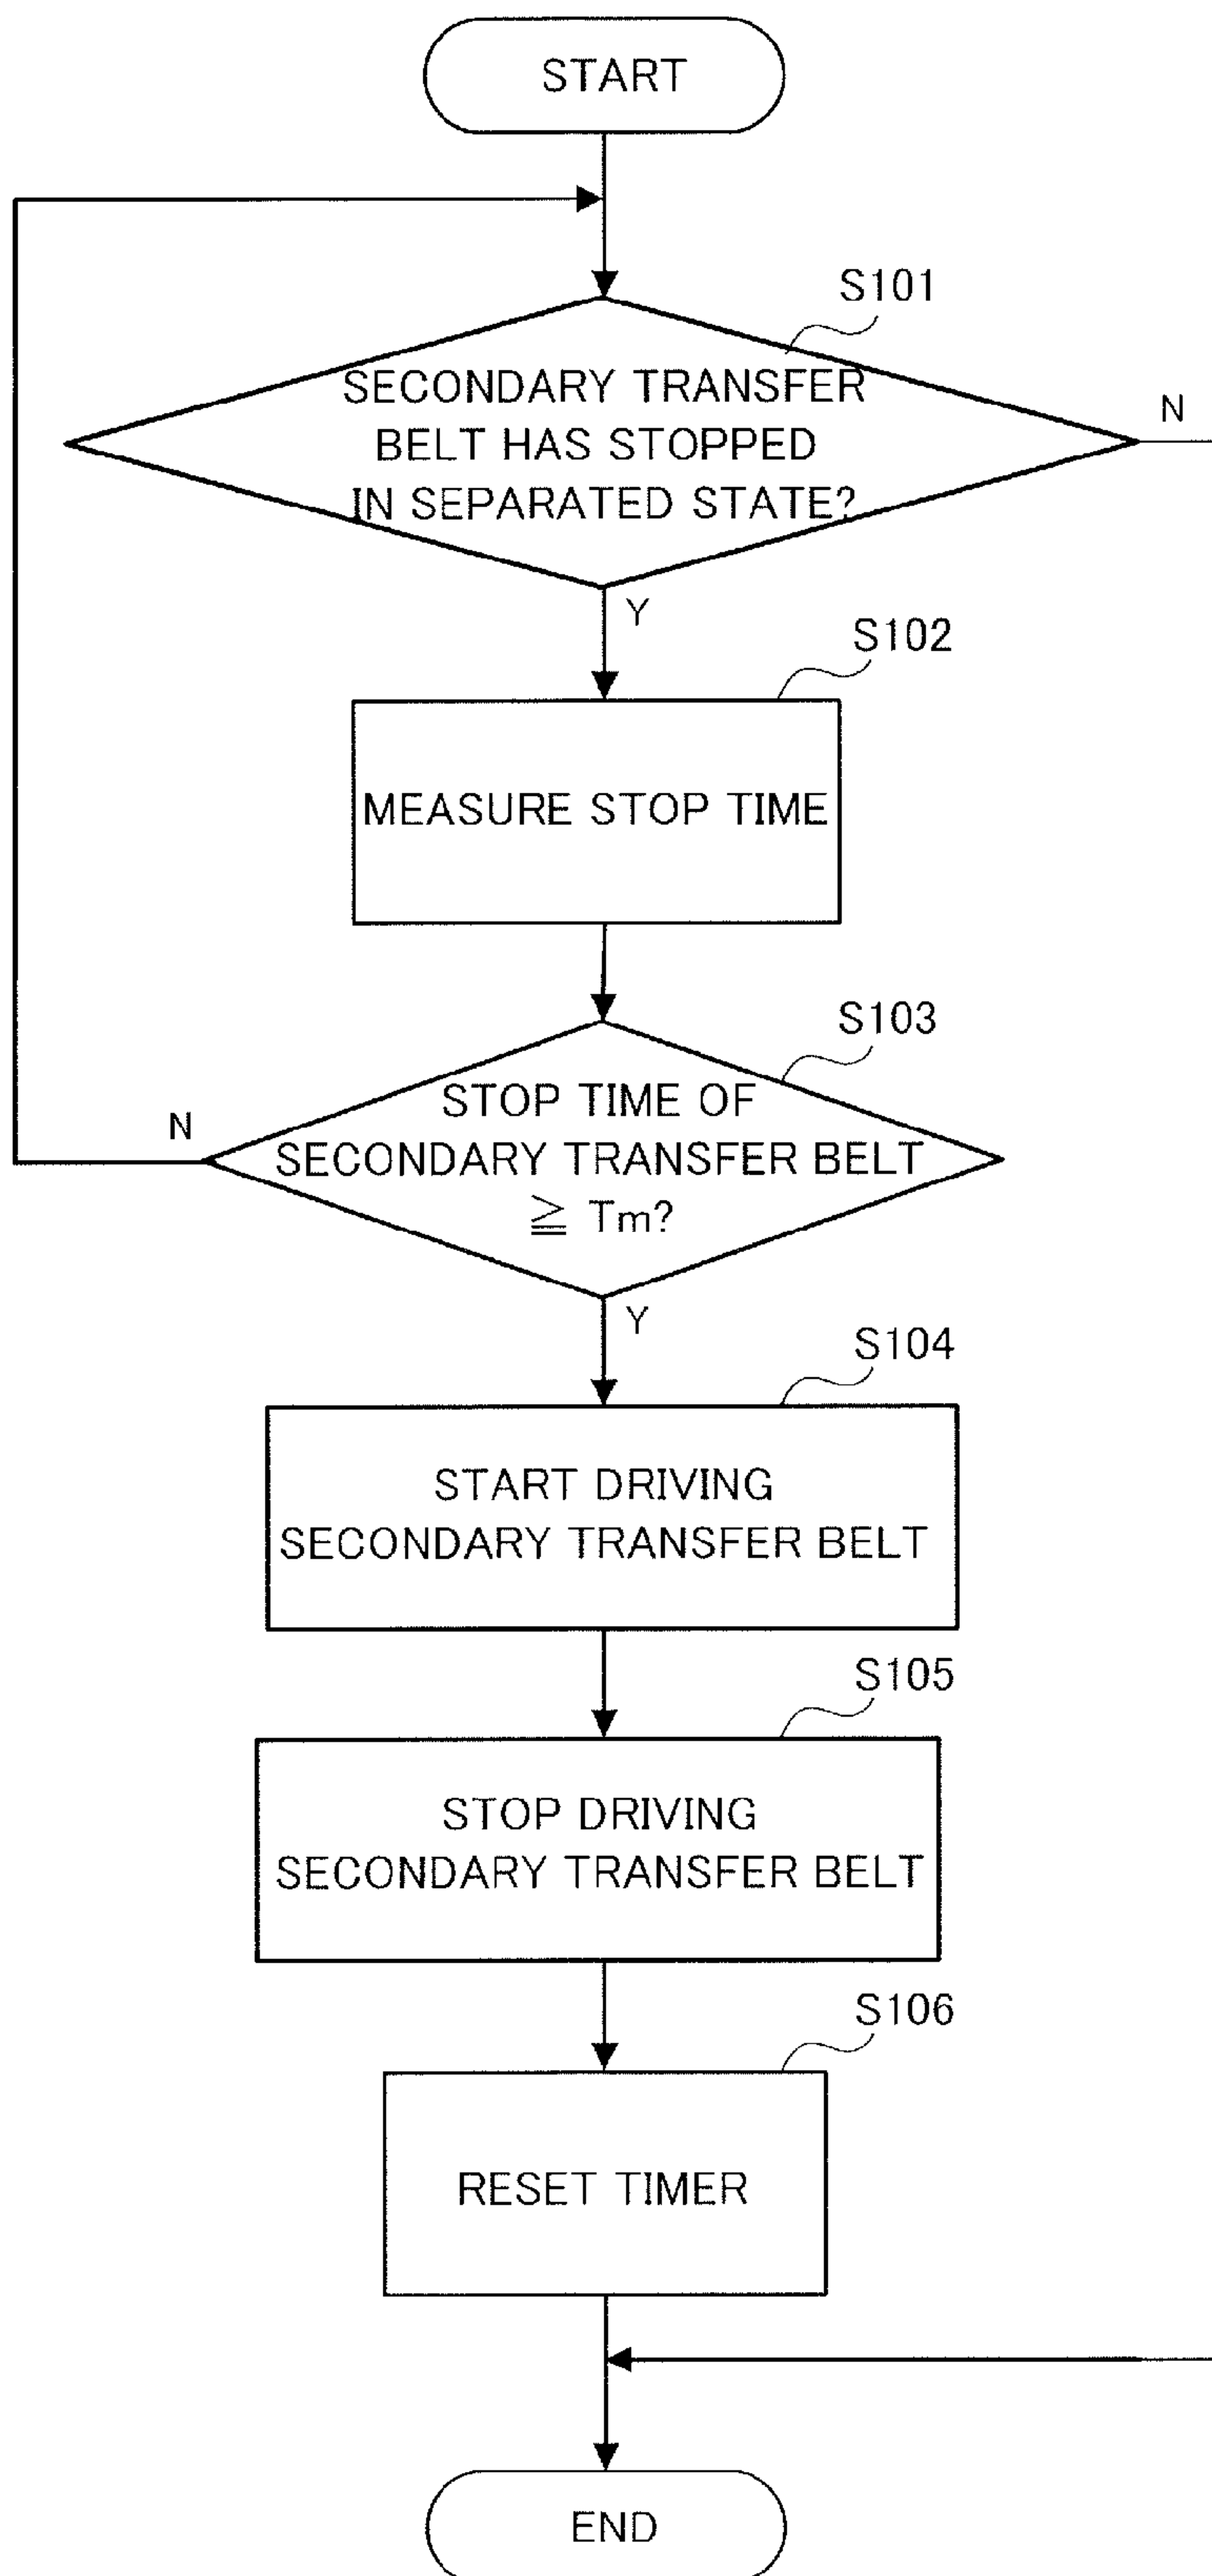 START
S101
SECONDARY TRANSFER
BELT HAS STOPPED
IN SEPARATED STATE?
N
Y
S102
MEASURE STOP TIME
S103
STOP TIME OF
SECONDARY TRANSFER BELT
≧ Tm?
N
Y
S104
START DRIVING
SECONDARY TRANSFER BELT
S105
STOP DRIVING
SECONDARY TRANSFER BELT
S106
RESET TIMER
END